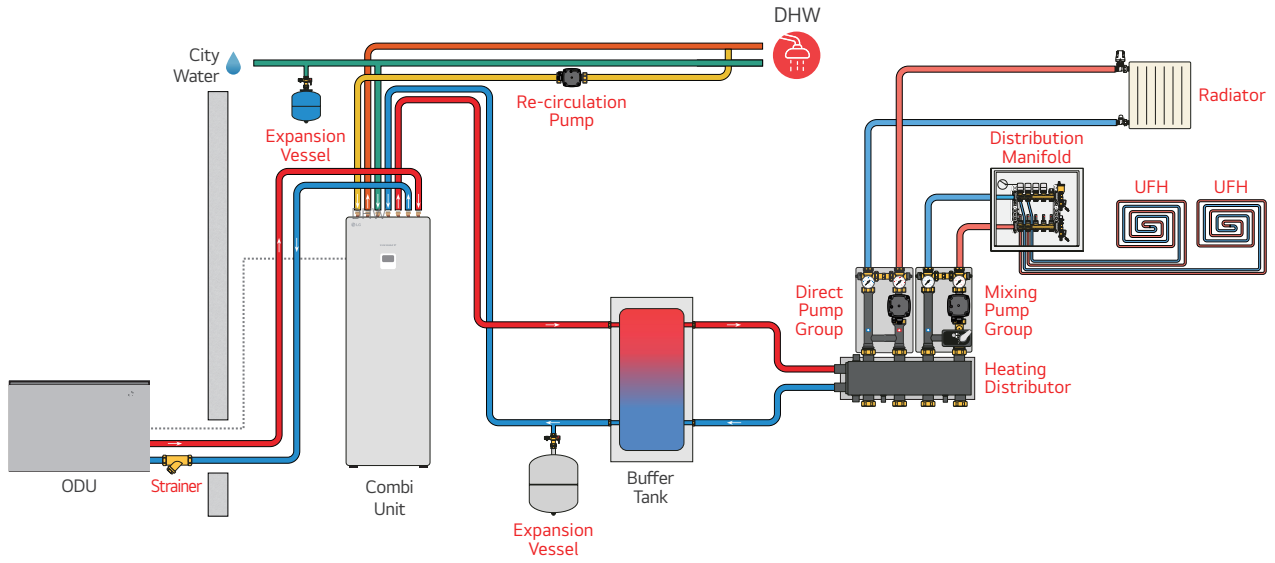 DHW
City
Water
Re-circulation
Pump
Expansion
Vessel
Radiator
Distribution
Manifold
UFH
UFH
Direct
Pump
Group
Mixing
Pump
Group
Heating
Distributor
ODU
Strainer
Combi
Unit
Buffer
Tank
Expansion
Vessel
LG